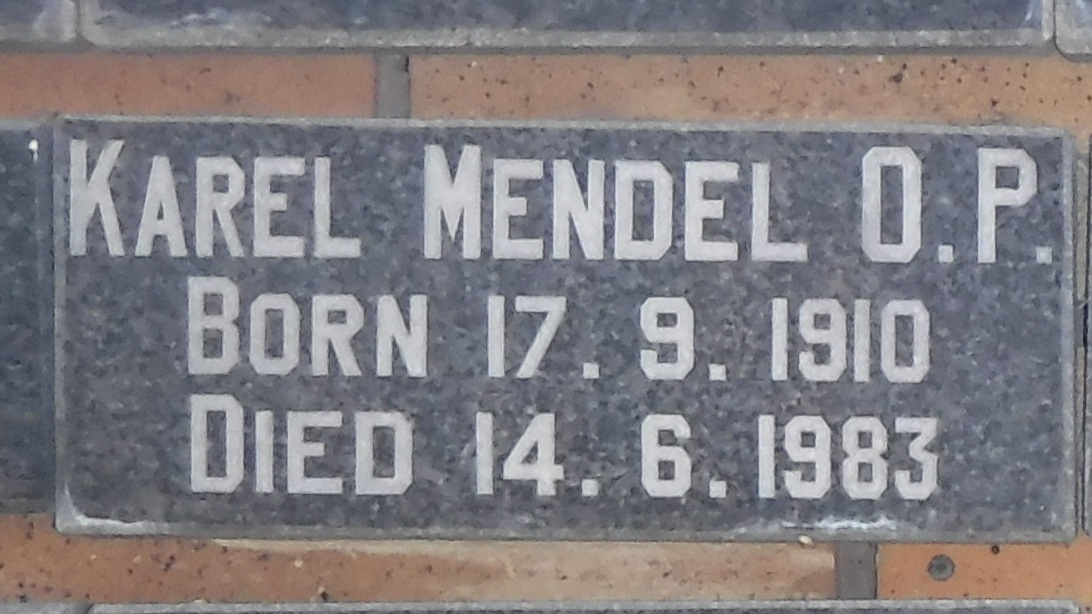 KAREL MENDEL O.P.
BORN 17. 9. 1910
DIED 14. 6. 1983